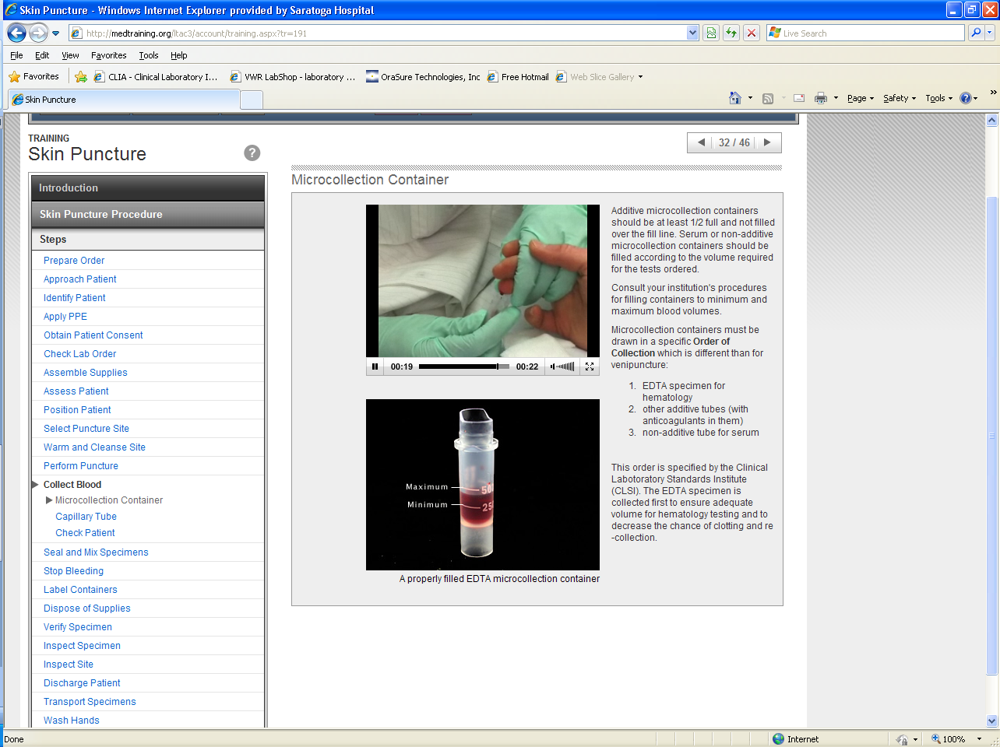 Skin Puncture - Windows Internet Explorer provided by Saratoga Hospital
http://medtraining.org/ltac3/account/training.aspx?tr=191
Live Search
File Edit View Favorites Tools Help
Favorites CLIA - Clinical Laboratory I... VWR LabShop - laboratory ... OraSure Technologies, Inc Free Hotmail Web Slice Gallery
Skin Puncture
Page Safety Tools
TRAINING
Skin Puncture
?
32 / 46
Introduction
Skin Puncture Procedure
Steps
Prepare Order
Approach Patient
Identify Patient
Apply PPE
Obtain Patient Consent
Check Lab Order
Assemble Supplies
Assess Patient
Position Patient
Select Puncture Site
Warm and Cleanse Site
Perform Puncture
Collect Blood
Microcollection Container
Capillary Tube
Check Patient
Seal and Mix Specimens
Stop Bleeding
Label Containers
Dispose of Supplies
Verify Specimen
Inspect Specimen
Inspect Site
Discharge Patient
Transport Specimens
Wash Hands
Microcollection Container
00:19 00:22
Maximum 500
Minimum 250
A properly filled EDTA microcollection container
Additive microcollection containers
should be at least 1/2 full and not filled
over the fill line. Serum or non-additive
microcollection containers should be
filled according to the volume required
for the tests ordered.
Consult your institution's procedures
for filling containers to minimum and
maximum blood volumes.
Microcollection containers must be
drawn in a specific Order of
Collection which is different than for
venipuncture:
1. EDTA specimen for
hematology
2. other additive tubes (with
anticoagulants in them)
3. non-additive tube for serum
This order is specified by the Clinical
Labotoratory Standards Institute
(CLSI). The EDTA specimen is
collected first to ensure adequate
volume for hematology testing and to
decrease the chance of clotting and re
-collection.
Done
Internet
100%